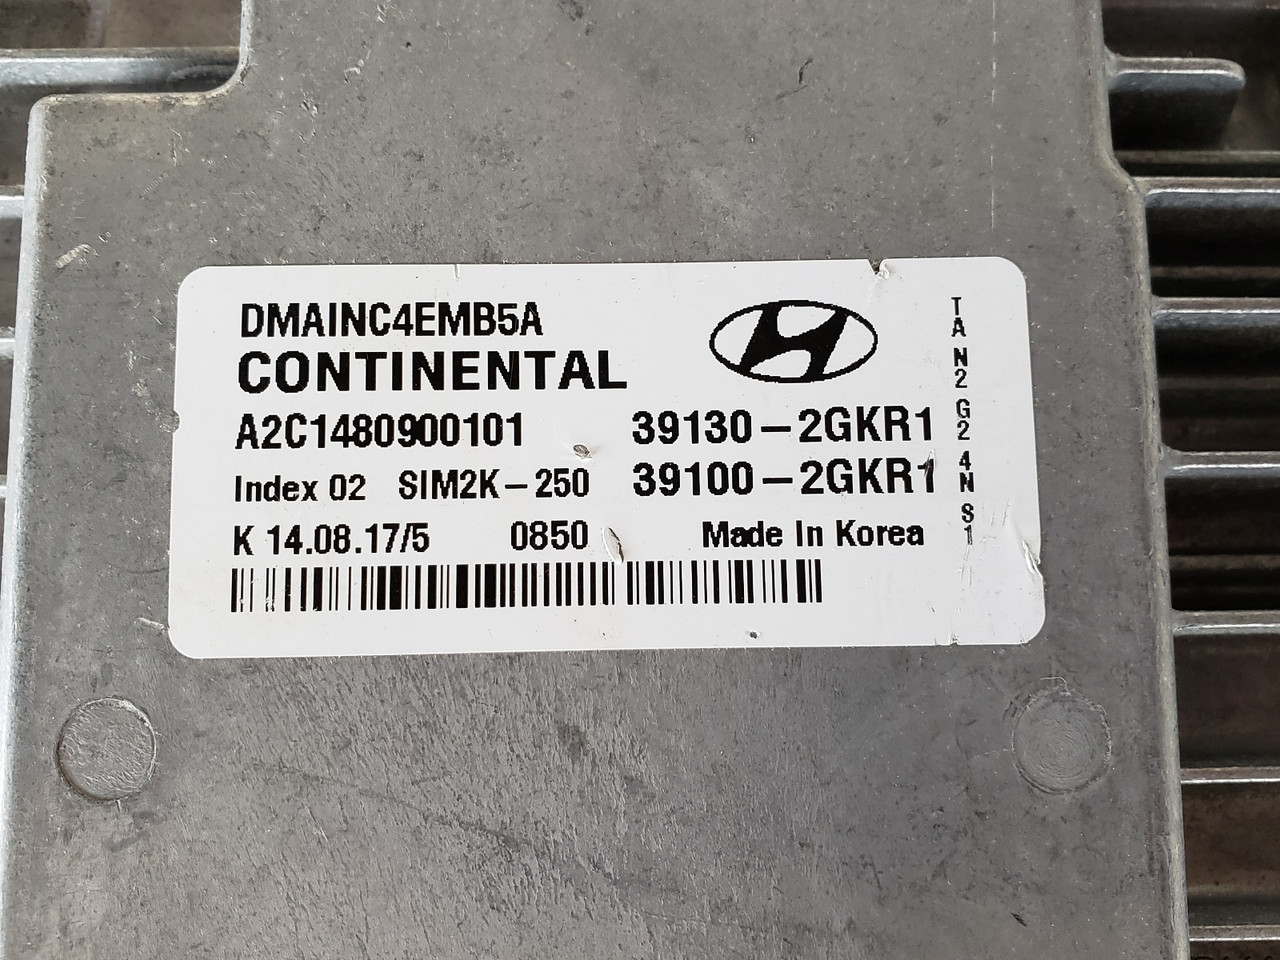 DMAINC4EMB5A
CONTINENTAL
A2C1480900101 39130-2GKR1
Index 02 SIM2K-250 39100-2GKR1
K 14.08.17/5 0850 Made In Korea
TA N2 G2 4N S1